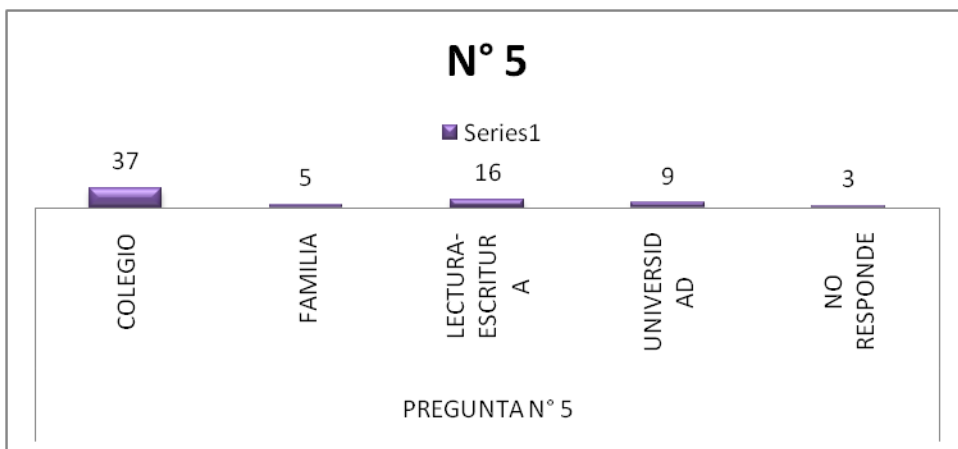 N° 5
Series1
37
5
16
9
3
COLEGIO
FAMILIA
LECTURA-
ESCRITUR
A
UNIVERSID
AD
NO
RESPONDE
PREGUNTA N° 5